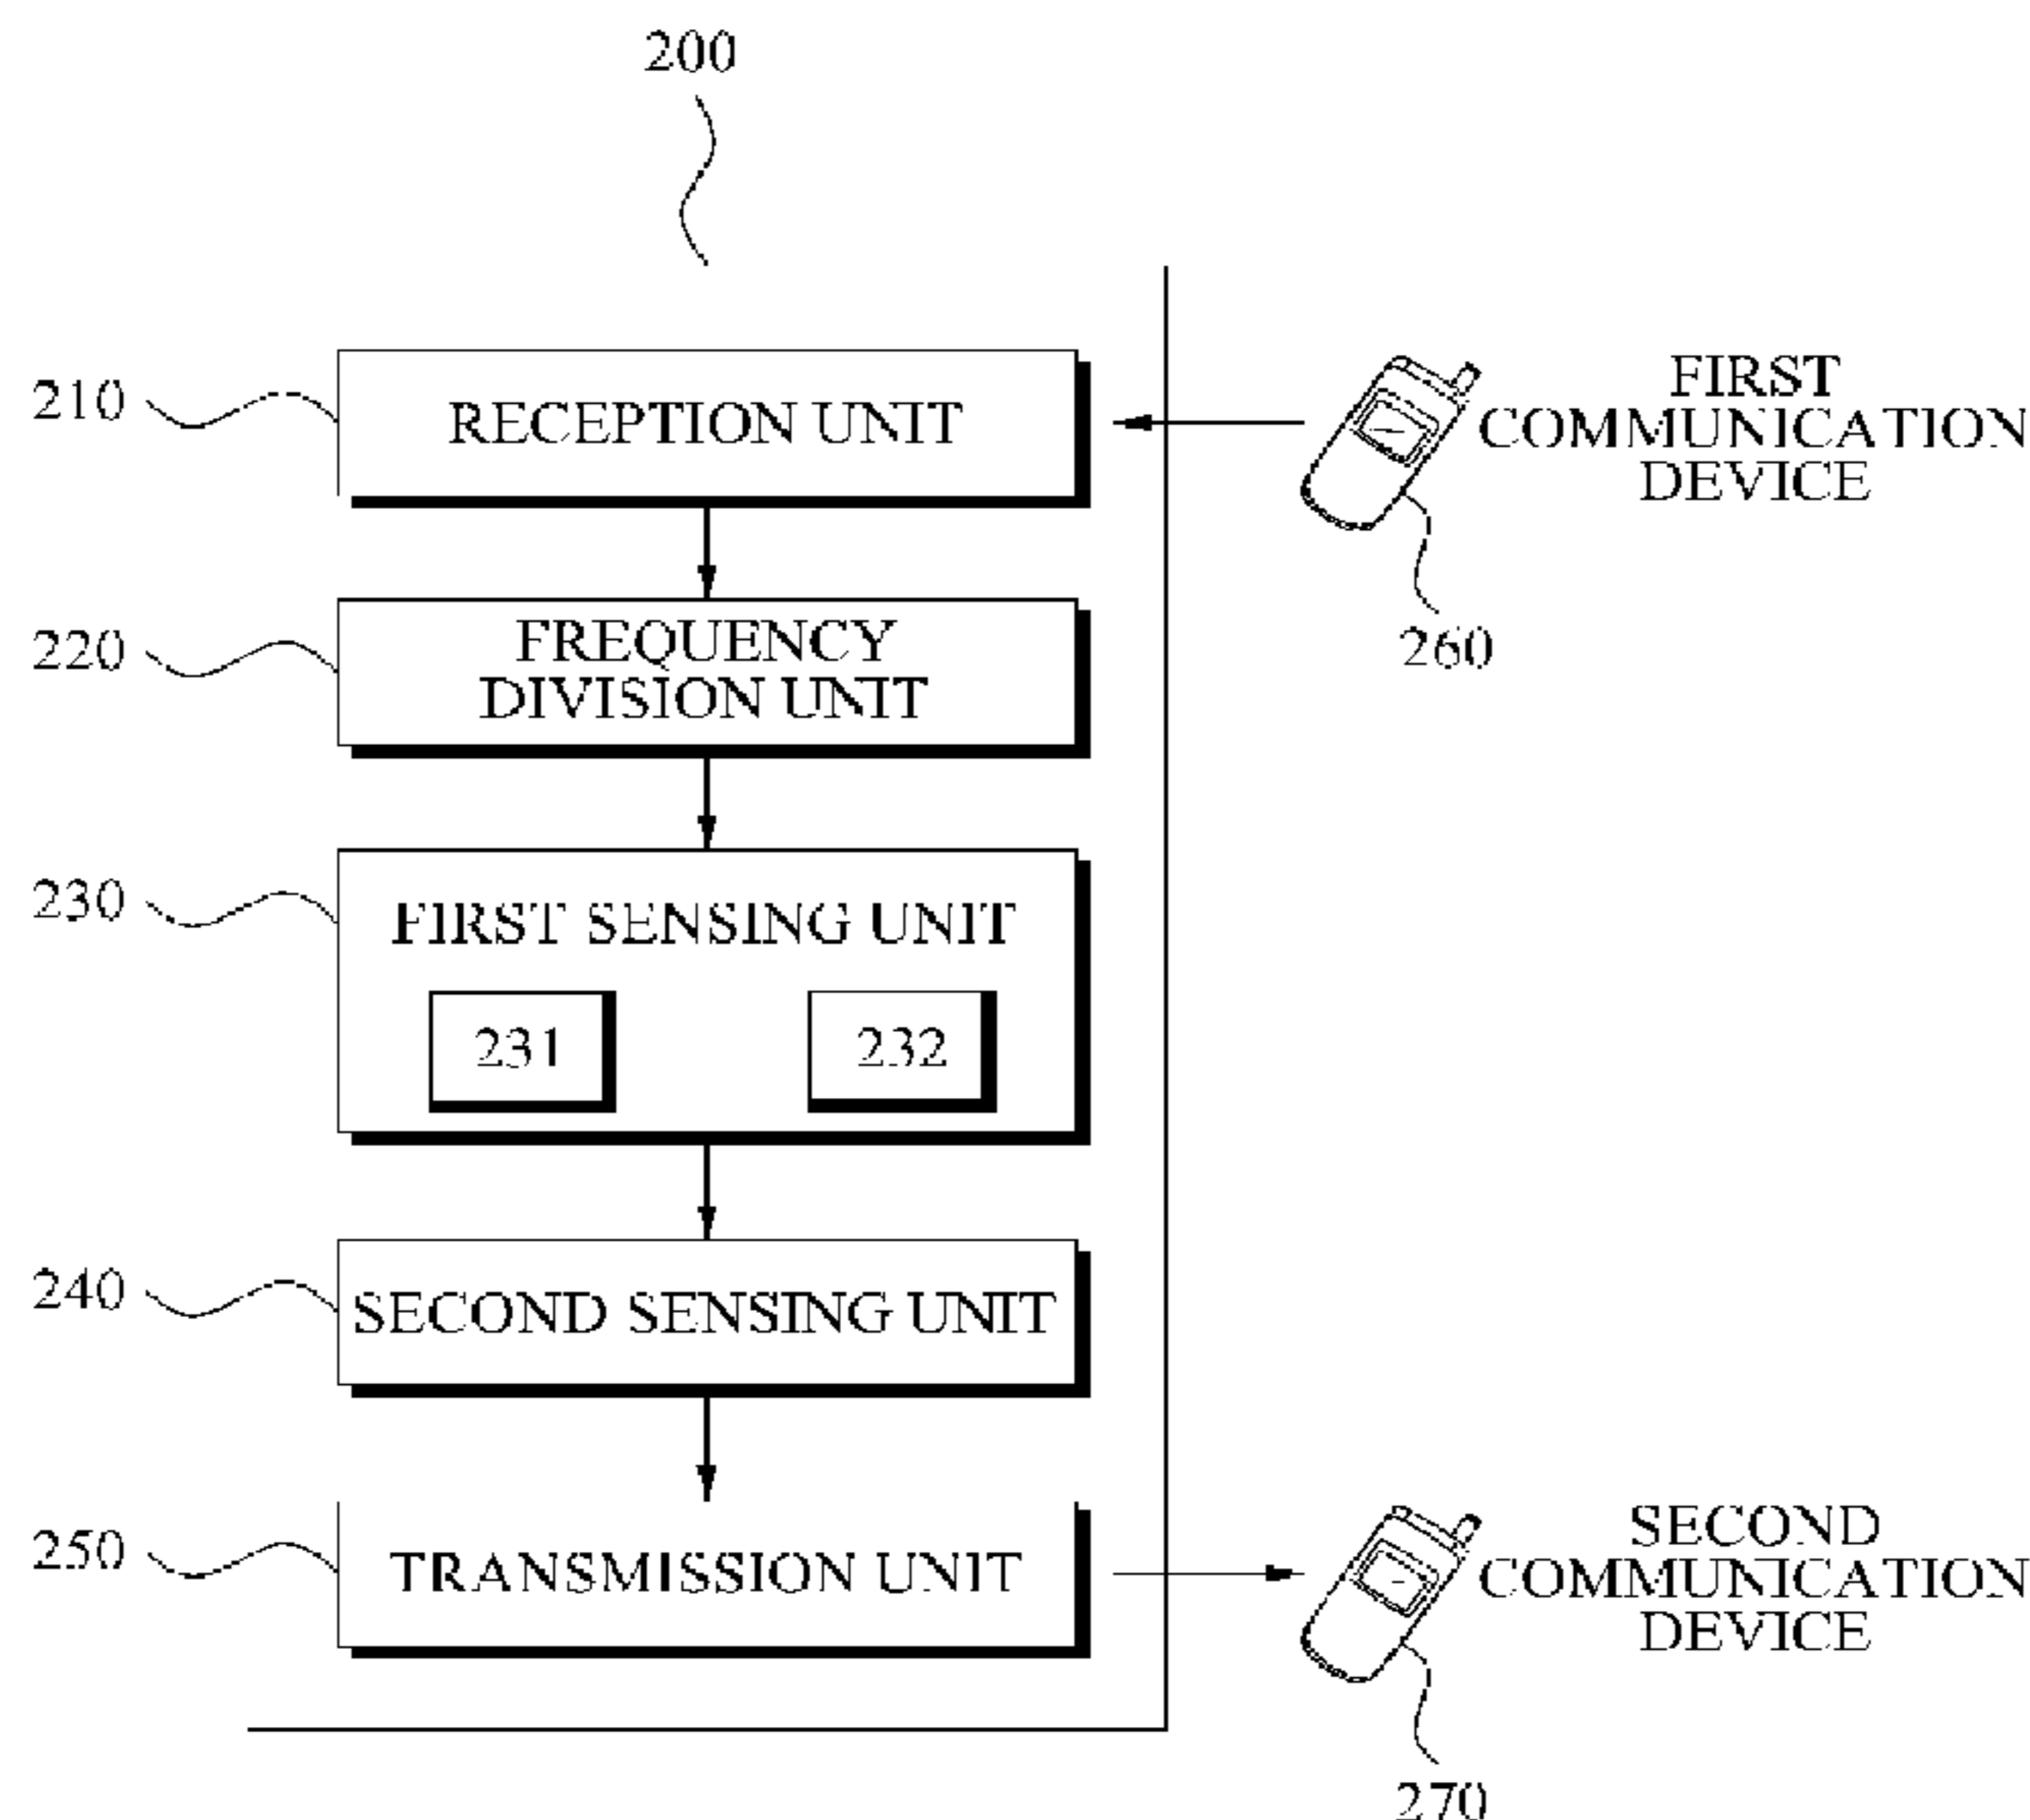 200
210
RECEPTION UNIT
FIRST
COMMUNICATION
DEVICE
260
220
FREQUENCY
DIVISION UNIT
230
FIRST SENSING UNIT
231
232
240
SECOND SENSING UNIT
250
TRANSMISSION UNIT
SECOND
COMMUNICATION
DEVICE
270